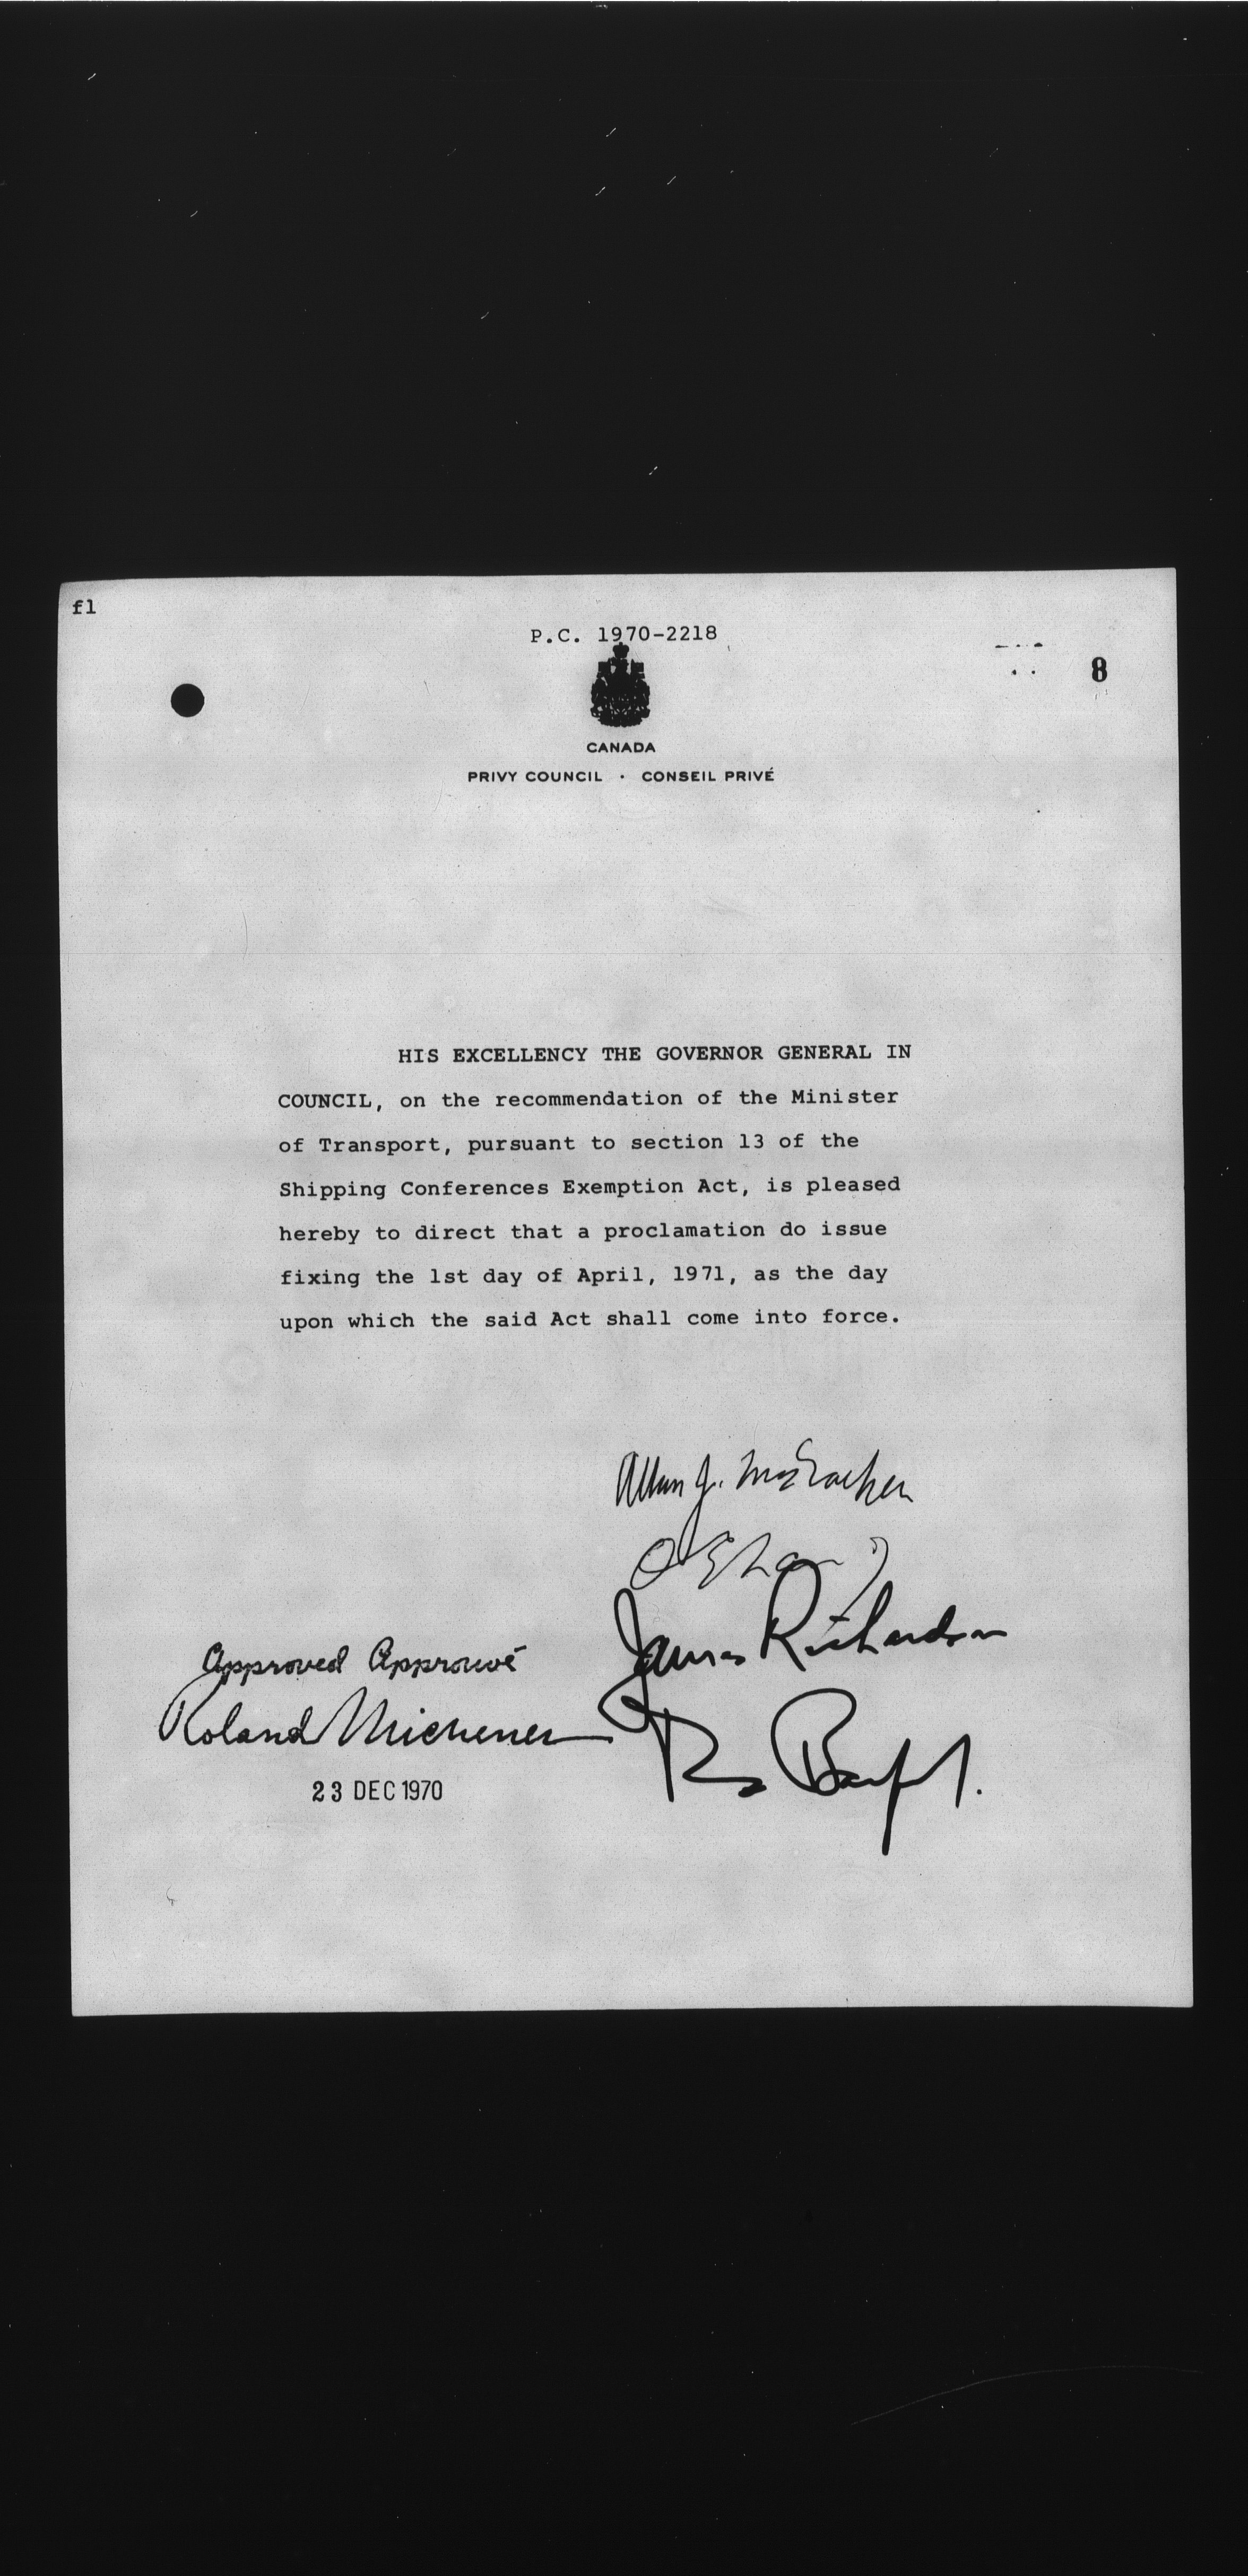 fl
P.C. 1970-2218
8
CANADA
PRIVY COUNCIL · CONSEIL PRIVÉ
HIS EXCELLENCY THE GOVERNOR GENERAL IN
COUNCIL, on the recommendation of the Minister
of Transport, pursuant to section 13 of the
Shipping Conferences Exemption Act, is pleased
hereby to direct that a proclamation do issue
fixing the 1st day of April, 1971, as the day
upon which the said Act shall come into force.
Allan J. MacEachen
James Richardson
Approved Approuvé
Roland Michener
23 DEC 1970